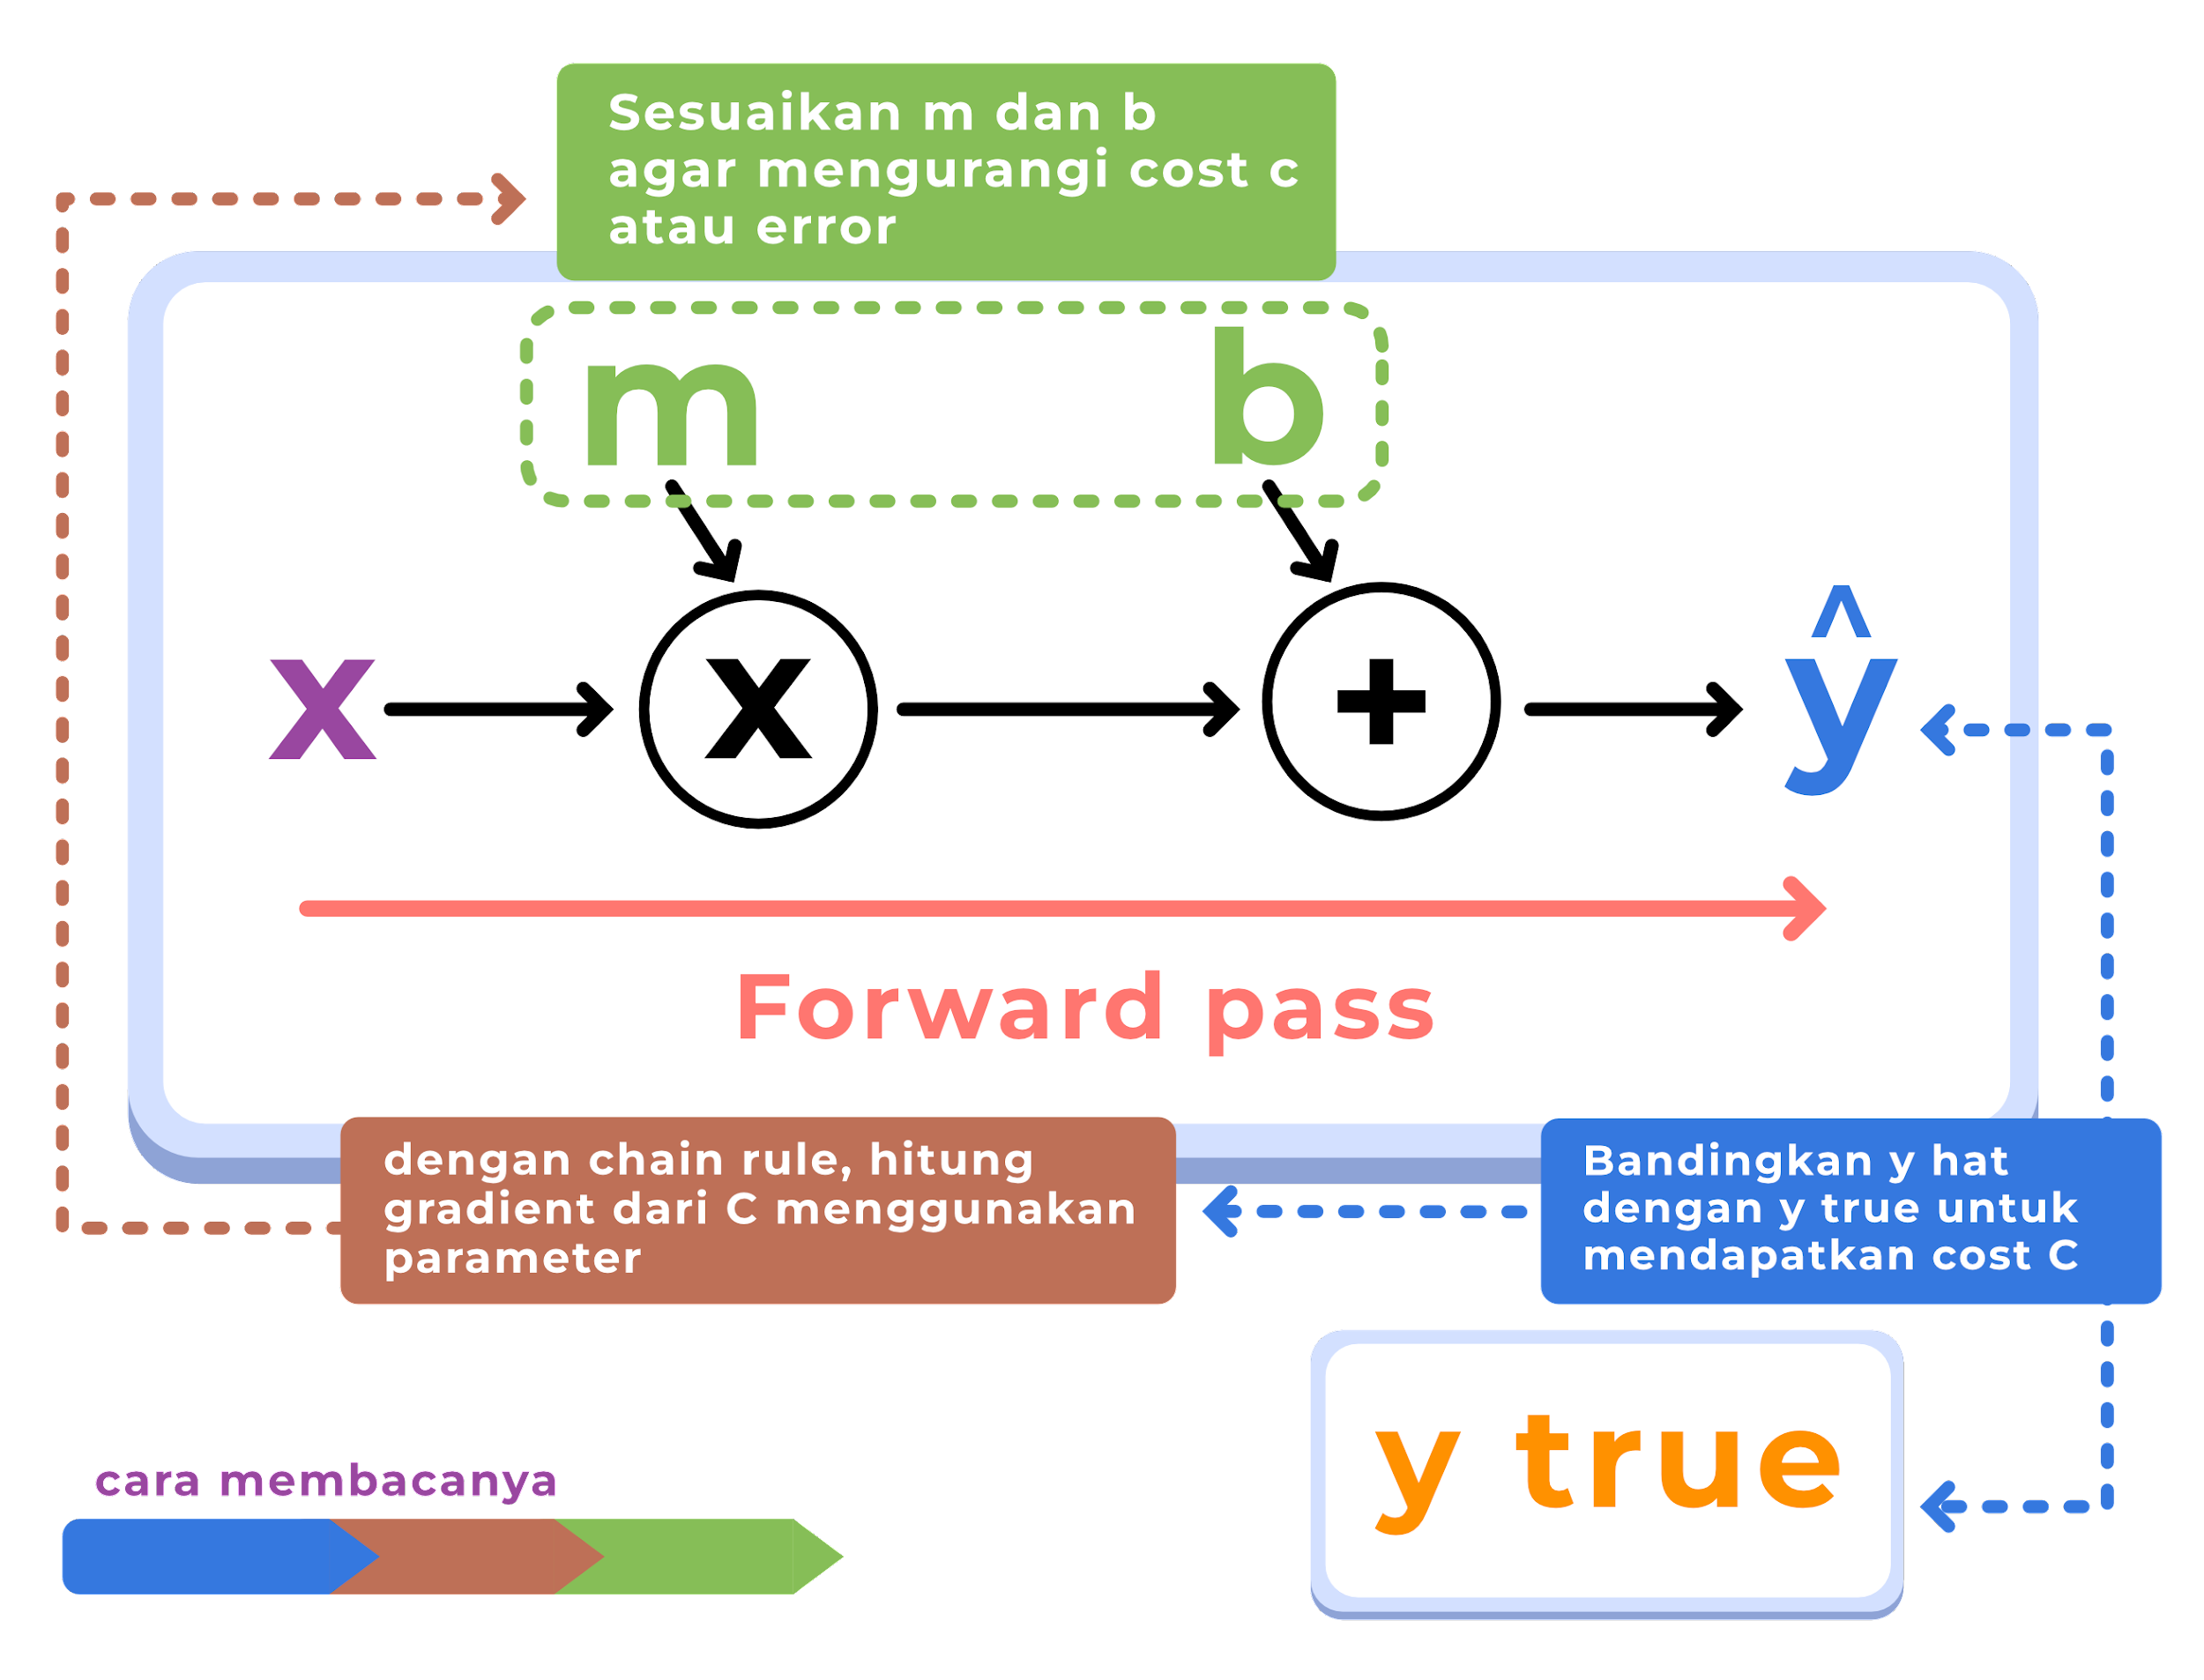 Sesuaikan m dan b
agar mengurangi cost c
atau error
m
b
x
x
+
ŷ
Forward pass
dengan chain rule, hitung
gradient dari C menggunakan
parameter
Bandingkan y hat
dengan y true untuk
mendapatkan cost C
y true
cara membacanya